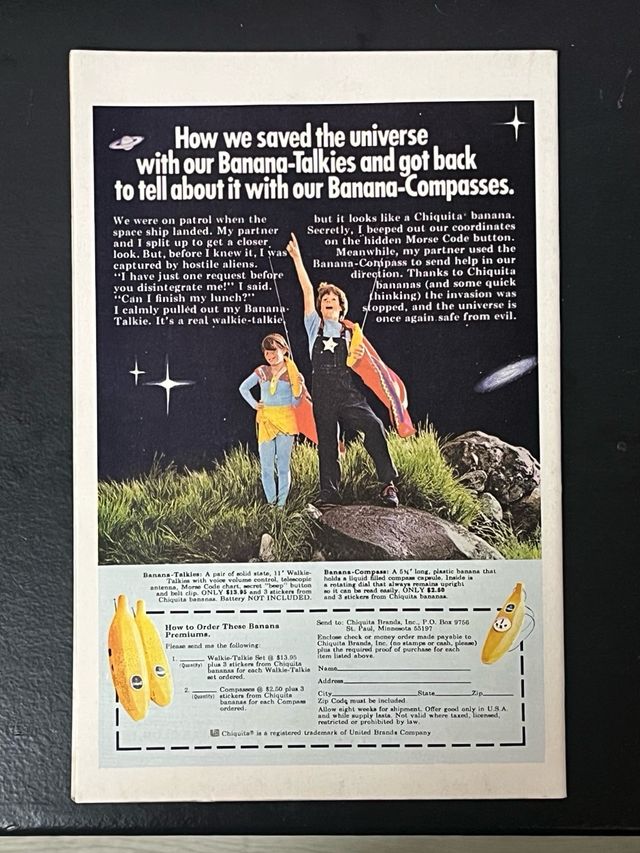 How we saved the universe
with our Banana-Talkies and got back
to tell about it with our Banana-Compasses.
We were on patrol when the
space ship landed. My partner
and I split up to get a closer
look. But, before I knew it, I was
captured by hostile aliens.
"I have just one request before
you disintegrate me!" I said.
"Can I finish my lunch?"
I calmly pulled out my Banana-
Talkie. It's a real walkie-talkie,
but it looks like a Chiquita® banana.
Secretly, I beeped out our coordinates
on the hidden Morse Code button.
Meanwhile, my partner used the
Banana-Compass to send help in our
direction. Thanks to Chiquita
bananas (and some quick
thinking) the invasion was
stopped, and the universe is
once again safe from evil.
Banana-Talkies: A pair of solid state, 11" Walkie-
Talkies with voice volume control, telescopic
antenna, Morse Code chart, secret "beep" button
and belt clip. ONLY $13.95 and 3 stickers from
Chiquita bananas. Battery NOT INCLUDED.
Banana-Compass: A 5¼" long, plastic banana that
holds a liquid filled compass capsule. Inside is
a rotating dial that always remains upright
so it can be read easily. ONLY $2.50
and 3 stickers from Chiquita bananas.
How to Order These Banana
Premiums.
Please send me the following:
1. ______ Walkie-Talkie Set @ $13.95
(Quantity) plus 3 stickers from Chiquita
bananas for each Walkie-Talkie
set ordered.
2. ______ Compasses @ $2.50 plus 3
(Quantity) stickers from Chiquita
bananas for each Compass
ordered.
Send to: Chiquita Brands, Inc., P.O. Box 9756
St. Paul, Minnesota 55197
Enclose check or money order made payable to
Chiquita Brands, Inc. (no stamps or cash, please)
plus the required proof of purchase for each
item listed above.
Name
Address
City State Zip
Zip Code must be included
Allow eight weeks for shipment. Offer good only in U.S.A.
and while supply lasts. Not valid where taxed, licensed,
restricted or prohibited by law.
Chiquita® is a registered trademark of United Brands Company